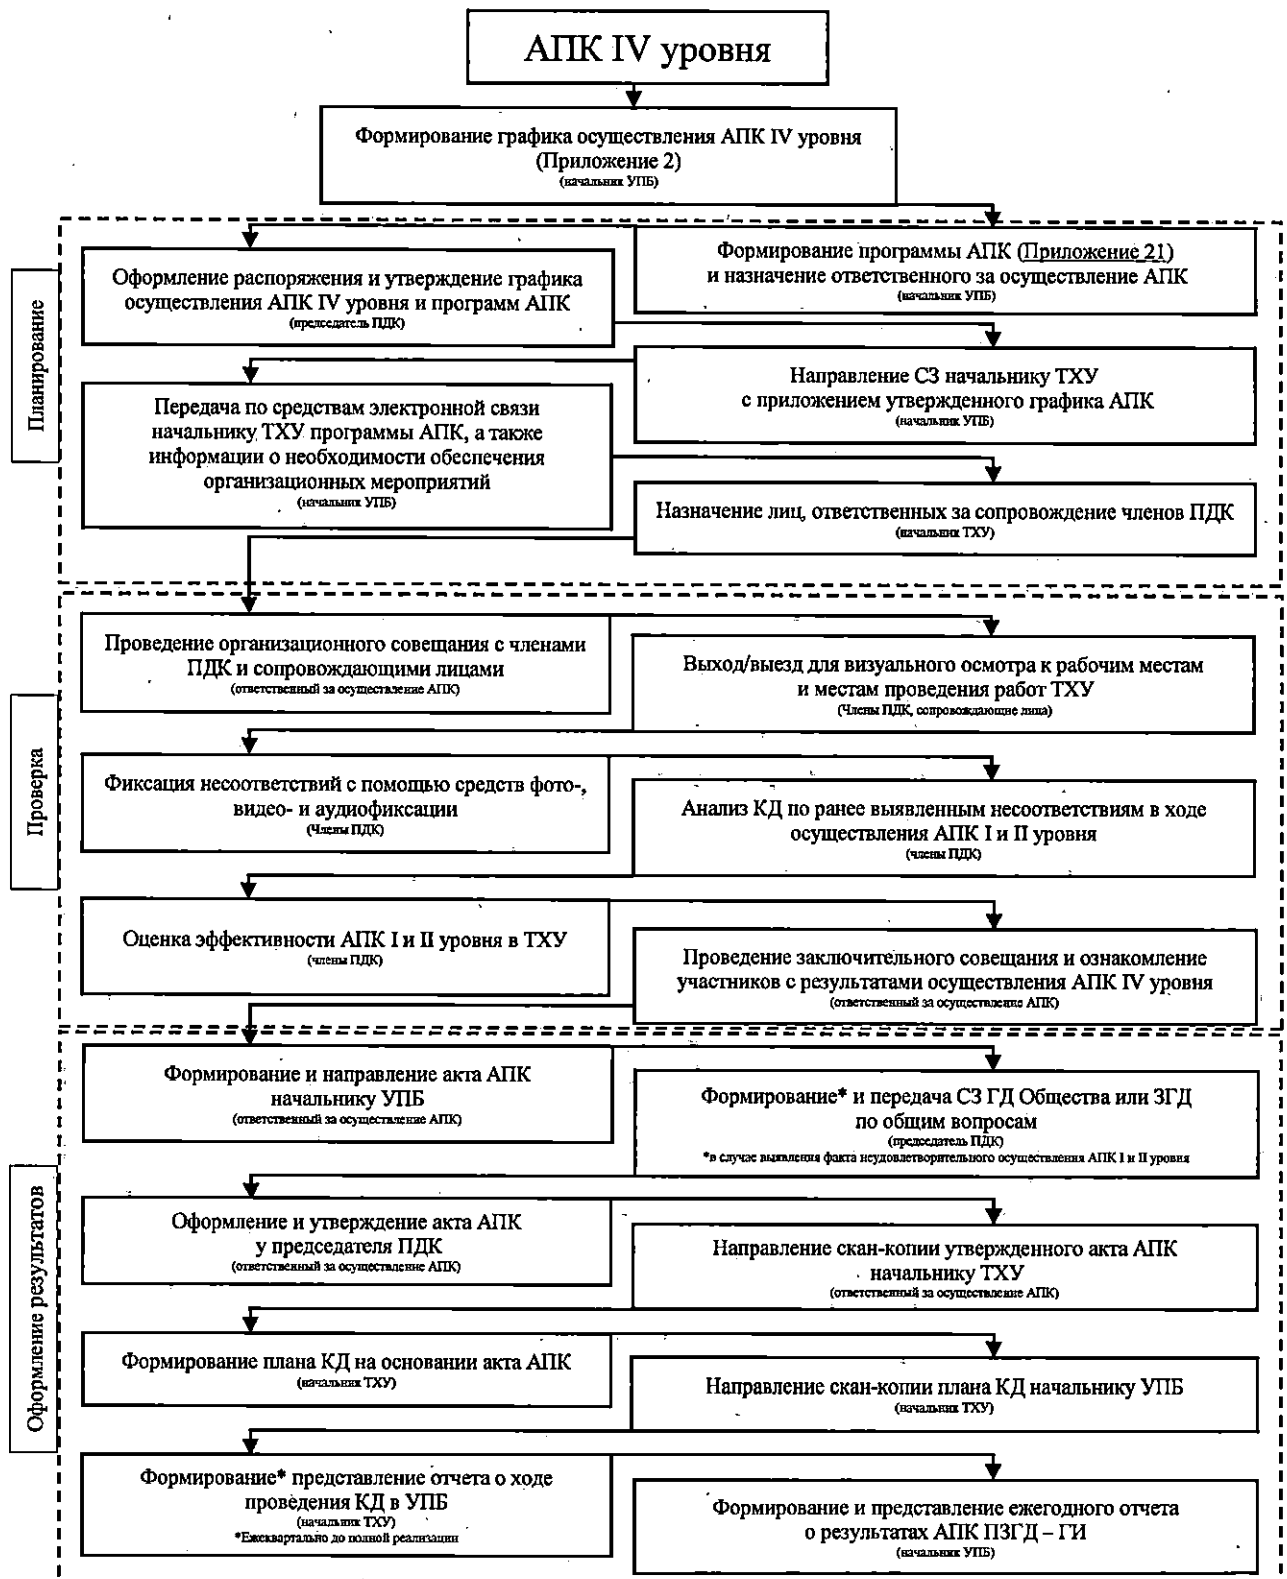 АПК IV уровня
Формирование графика осуществления АПК IV уровня
(Приложение 2)
(начальник УПБ)
Планирование
Формирование программы АПК (Приложение 21)
и назначение ответственного за осуществление АПК
(начальник УПБ)
Оформление распоряжения и утверждение графика
осуществления АПК IV уровня и программ АПК
(председатель ПДК)
Направление СЗ начальнику ТХУ
с приложением утвержденного графика АПК
(начальник УПБ)
Передача по средствам электронной связи
начальнику ТХУ программы АПК, а также
информации о необходимости обеспечения
организационных мероприятий
(начальник УПБ)
Назначение лиц, ответственных за сопровождение членов ПДК
(начальник ТХУ)
Проверка
Проведение организационного совещания с членами
ПДК и сопровождающими лицами
(ответственный за осуществление АПК)
Выход/выезд для визуального осмотра к рабочим местам
и местам проведения работ ТХУ
(Члены ПДК, сопровождающие лица)
Фиксация несоответствий с помощью средств фото-,
видео- и аудиофиксации
(Члены ПДК)
Анализ КД по ранее выявленным несоответствиям в ходе
осуществления АПК I и II уровня
(члены ПДК)
Оценка эффективности АПК I и II уровня в ТХУ
(члены ПДК)
Проведение заключительного совещания и ознакомление
участников с результатами осуществления АПК IV уровня
(ответственный за осуществление АПК)
Оформление результатов
Формирование и направление акта АПК
начальнику УПБ
(ответственный за осуществление АПК)
Формирование* и передача СЗ ГД Общества или ЗГД
по общим вопросам
(председатель ПДК)
*в случае выявления факта неудовлетворительного осуществления АПК I и II уровня
Оформление и утверждение акта АПК
у председателя ПДК
(ответственный за осуществление АПК)
Направление скан-копии утвержденного акта АПК
начальнику ТХУ
(ответственный за осуществление АПК)
Формирование плана КД на основании акта АПК
(начальник ТХУ)
Направление скан-копии плана КД начальнику УПБ
(начальник ТХУ)
Формирование* представление отчета о ходе
проведения КД в УПБ
(начальник ТХУ)
*Ежеквартально до полной реализации
Формирование и представление ежегодного отчета
о результатах АПК ПЗГД – ГИ
(начальник УПБ)